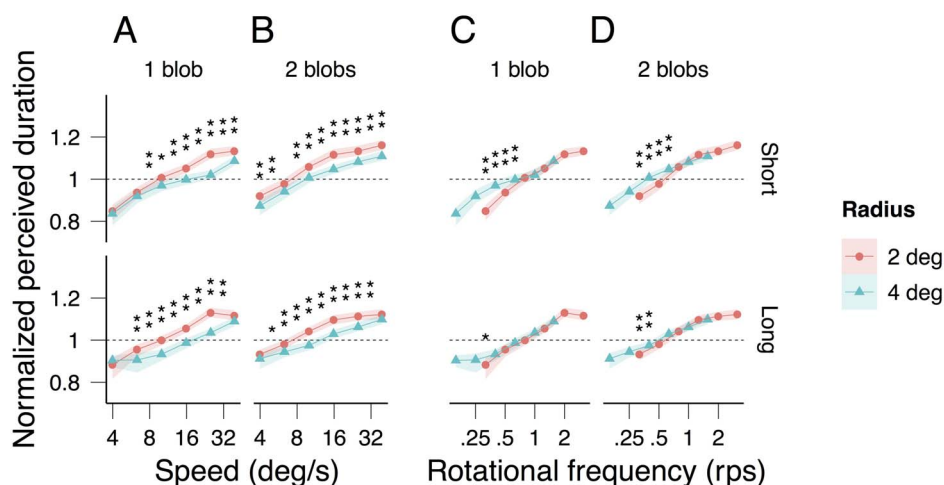 A B C D
1 blob 2 blobs 1 blob 2 blobs
Normalized perceived duration
1.2
1
0.8
Short
1.2
1
0.8
Long
Radius
2 deg
4 deg
4 8 16 32 4 8 16 32 .25 .5 1 2 .25 .5 1 2
Speed (deg/s) Rotational frequency (rps)